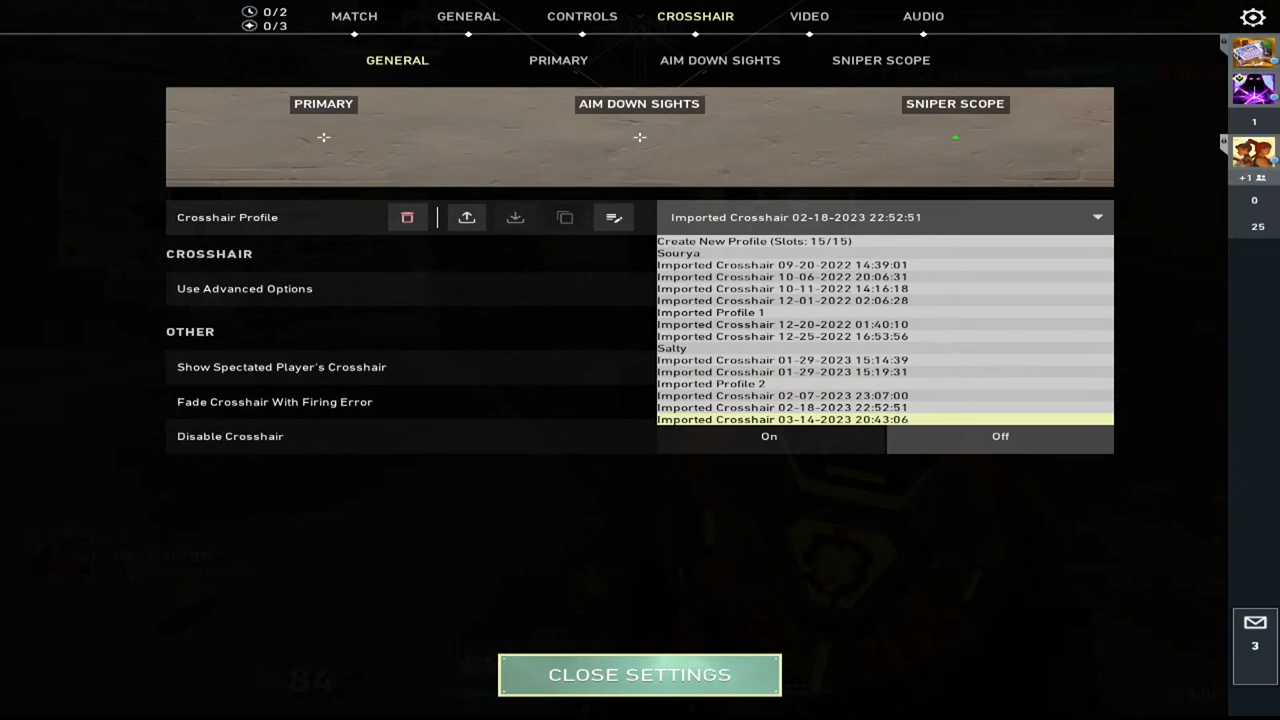 0/2
0/3
MATCH
GENERAL
CONTROLS
CROSSHAIR
VIDEO
AUDIO
GENERAL
PRIMARY
AIM DOWN SIGHTS
SNIPER SCOPE
PRIMARY
AIM DOWN SIGHTS
SNIPER SCOPE
Crosshair Profile
Imported Crosshair 02-18-2023 22:52:51
Create New Profile (Slots: 15/15)
Sourya
Imported Crosshair 09-20-2022 14:39:01
Imported Crosshair 10-06-2022 20:06:31
Imported Crosshair 10-11-2022 14:16:18
Imported Crosshair 12-01-2022 02:06:28
Imported Profile 1
Imported Crosshair 12-20-2022 01:40:10
Imported Crosshair 12-25-2022 16:53:56
Salty
Imported Crosshair 01-29-2023 15:14:39
Imported Crosshair 01-29-2023 15:19:31
Imported Profile 2
Imported Crosshair 02-07-2023 23:07:00
Imported Crosshair 02-18-2023 22:52:51
Imported Crosshair 03-14-2023 20:43:06
CROSSHAIR
Use Advanced Options
OTHER
Show Spectated Player's Crosshair
Fade Crosshair With Firing Error
Disable Crosshair
On
Off
CLOSE SETTINGS
84
1
+1
0
25
3